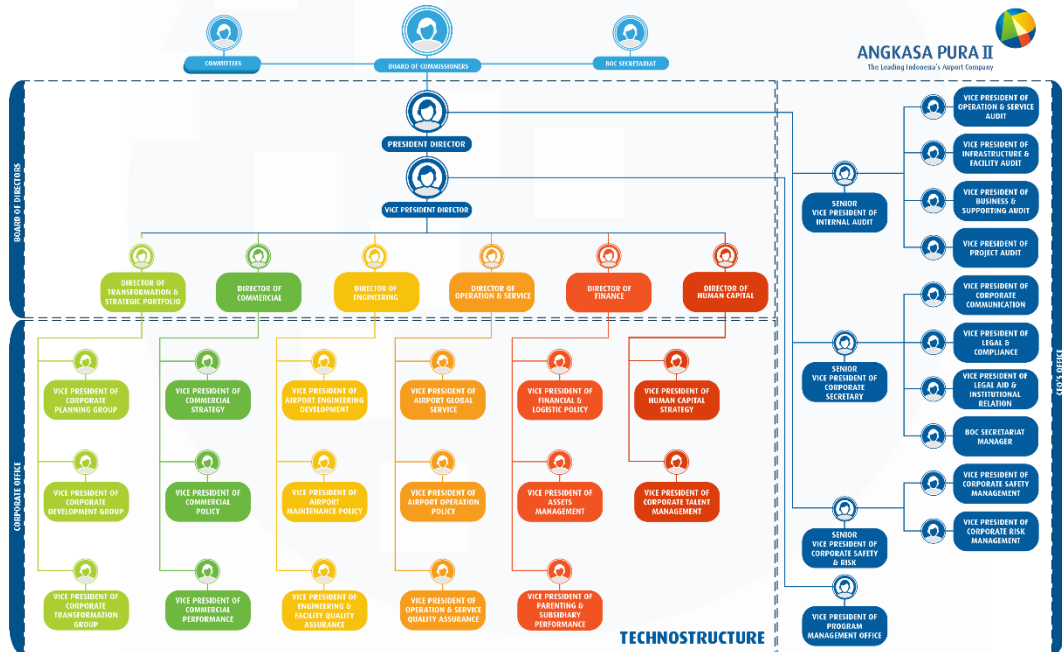 COMMITTEES
BOARD OF COMMISSIONERS
BOC SECRETARIAT
ANGKASA PURA II
The Leading Indonesia's Airport Company
BOARD OF DIRECTORS
PRESIDENT DIRECTOR
VICE PRESIDENT DIRECTOR
DIRECTOR OF
TRANSFORMATION &
STRATEGIC PORTFOLIO
DIRECTOR OF
COMMERCIAL
DIRECTOR OF
ENGINEERING
DIRECTOR OF
OPERATION & SERVICE
DIRECTOR OF
FINANCE
DIRECTOR OF
HUMAN CAPITAL
CORPORATE OFFICE
VICE PRESIDENT OF
CORPORATE
PLANNING GROUP
VICE PRESIDENT OF
COMMERCIAL
STRATEGY
VICE PRESIDENT OF
AIRPORT ENGINEERING
DEVELOPMENT
VICE PRESIDENT OF
AIRPORT GLOBAL
SERVICE
VICE PRESIDENT OF
FINANCIAL &
LOGISTIC POLICY
VICE PRESIDENT OF
HUMAN CAPITAL
STRATEGY
VICE PRESIDENT OF
CORPORATE
DEVELOPMENT GROUP
VICE PRESIDENT OF
COMMERCIAL
POLICY
VICE PRESIDENT OF
AIRPORT
MAINTENANCE POLICY
VICE PRESIDENT OF
AIRPORT OPERATION
POLICY
VICE PRESIDENT OF
ASSETS
MANAGEMENT
VICE PRESIDENT OF
CORPORATE TALENT
MANAGEMENT
VICE PRESIDENT OF
CORPORATE
TRANSFORMATION
GROUP
VICE PRESIDENT OF
COMMERCIAL
PERFORMANCE
VICE PRESIDENT OF
ENGINEERING &
FACILITY QUALITY
ASSURANCE
VICE PRESIDENT OF
OPERATION & SERVICE
QUALITY ASSURANCE
VICE PRESIDENT OF
PARENTING &
SUBSIDIARY
PERFORMANCE
TECHNOSTRUCTURE
CEO'S OFFICE
SENIOR
VICE PRESIDENT OF
INTERNAL AUDIT
VICE PRESIDENT OF
OPERATION & SERVICE
AUDIT
VICE PRESIDENT OF
INFRASTRUCTURE &
FACILITY AUDIT
VICE PRESIDENT OF
BUSINESS &
SUPPORTING AUDIT
VICE PRESIDENT OF
PROJECT AUDIT
SENIOR
VICE PRESIDENT OF
CORPORATE
SECRETARY
VICE PRESIDENT OF
CORPORATE
COMMUNICATION
VICE PRESIDENT OF
LEGAL &
COMPLIANCE
VICE PRESIDENT OF
LEGAL AID &
INSTITUTIONAL
RELATION
BOC SECRETARIAT
MANAGER
SENIOR
VICE PRESIDENT OF
CORPORATE SAFETY
& RISK
VICE PRESIDENT OF
CORPORATE SAFETY
MANAGEMENT
VICE PRESIDENT OF
CORPORATE RISK
MANAGEMENT
VICE PRESIDENT OF
PROGRAM
MANAGEMENT OFFICE